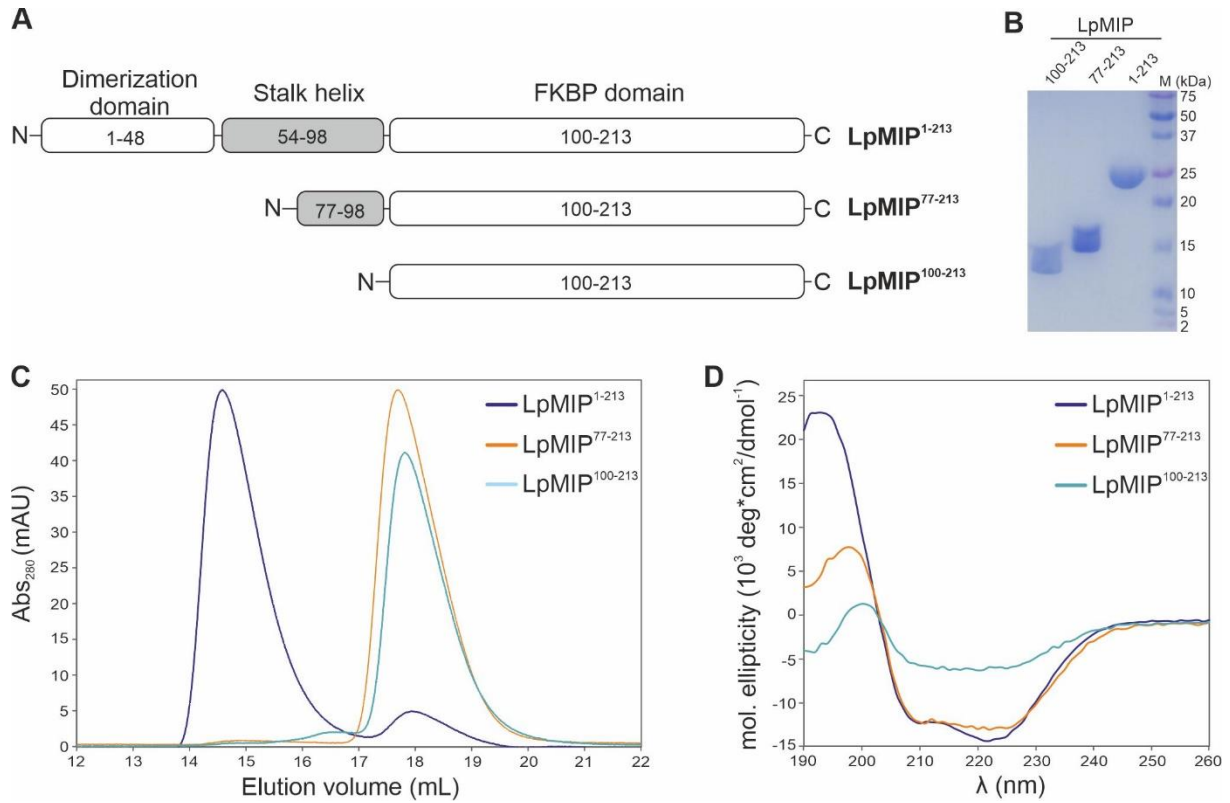 A
Dimerization
domain
Stalk helix
FKBP domain
N 1-48 54-98 100-213 C LpMIP¹⁻²¹³
N 77-98 100-213 C LpMIP⁷⁷⁻²¹³
N 100-213 C LpMIP¹⁰⁰⁻²¹³
B
LpMIP
100-213 77-213 1-213 M (kDa)
75
50
37
25
20
15
10
5
2
C
50
45
40
35
30
25
20
15
10
5
0
Abs₂₈₀ (mAU)
LpMIP¹⁻²¹³
LpMIP⁷⁷⁻²¹³
LpMIP¹⁰⁰⁻²¹³
12 13 14 15 16 17 18 19 20 21 22
Elution volume (mL)
D
25
20
15
10
5
0
-5
-10
-15
mol. ellipticity (10³ deg*cm²/dmol⁻¹)
LpMIP¹⁻²¹³
LpMIP⁷⁷⁻²¹³
LpMIP¹⁰⁰⁻²¹³
190 200 210 220 230 240 250 260
λ (nm)